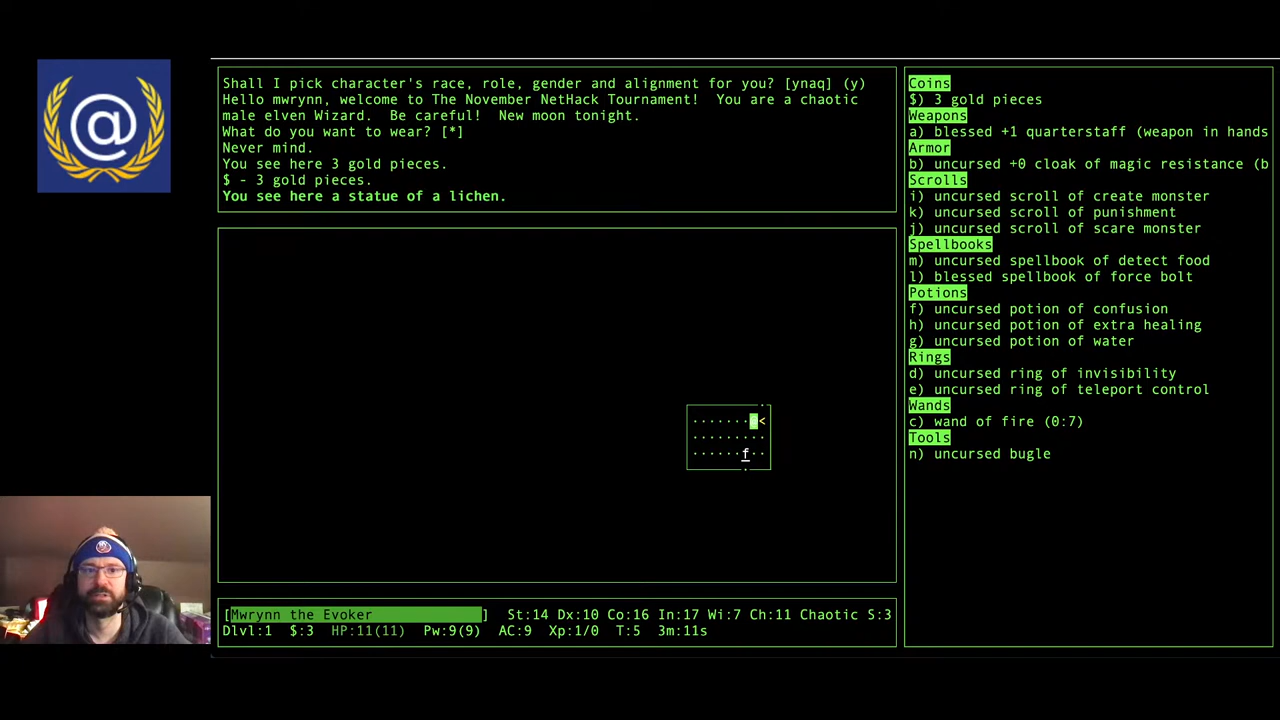 @
Shall I pick character's race, role, gender and alignment for you? [ynaq] (y)
Hello mwrynn, welcome to The November NetHack Tournament!  You are a chaotic
male elven Wizard.  Be careful!  New moon tonight.
What do you want to wear? [*]
Never mind.
You see here 3 gold pieces.
$ - 3 gold pieces.
You see here a statue of a lichen.
.
.......@<
.........
......f..
.
[Mwrynn the Evoker] St:14 Dx:10 Co:16 In:17 Wi:7 Ch:11 Chaotic S:3
Dlvl:1 $:3 HP:11(11) Pw:9(9) AC:9 Xp:1/0 T:5 3m:11s
Coins
$) 3 gold pieces
Weapons
a) blessed +1 quarterstaff (weapon in hands
Armor
b) uncursed +0 cloak of magic resistance (b
Scrolls
i) uncursed scroll of create monster
k) uncursed scroll of punishment
j) uncursed scroll of scare monster
Spellbooks
m) uncursed spellbook of detect food
l) blessed spellbook of force bolt
Potions
f) uncursed potion of confusion
h) uncursed potion of extra healing
g) uncursed potion of water
Rings
d) uncursed ring of invisibility
e) uncursed ring of teleport control
Wands
c) wand of fire (0:7)
Tools
n) uncursed bugle